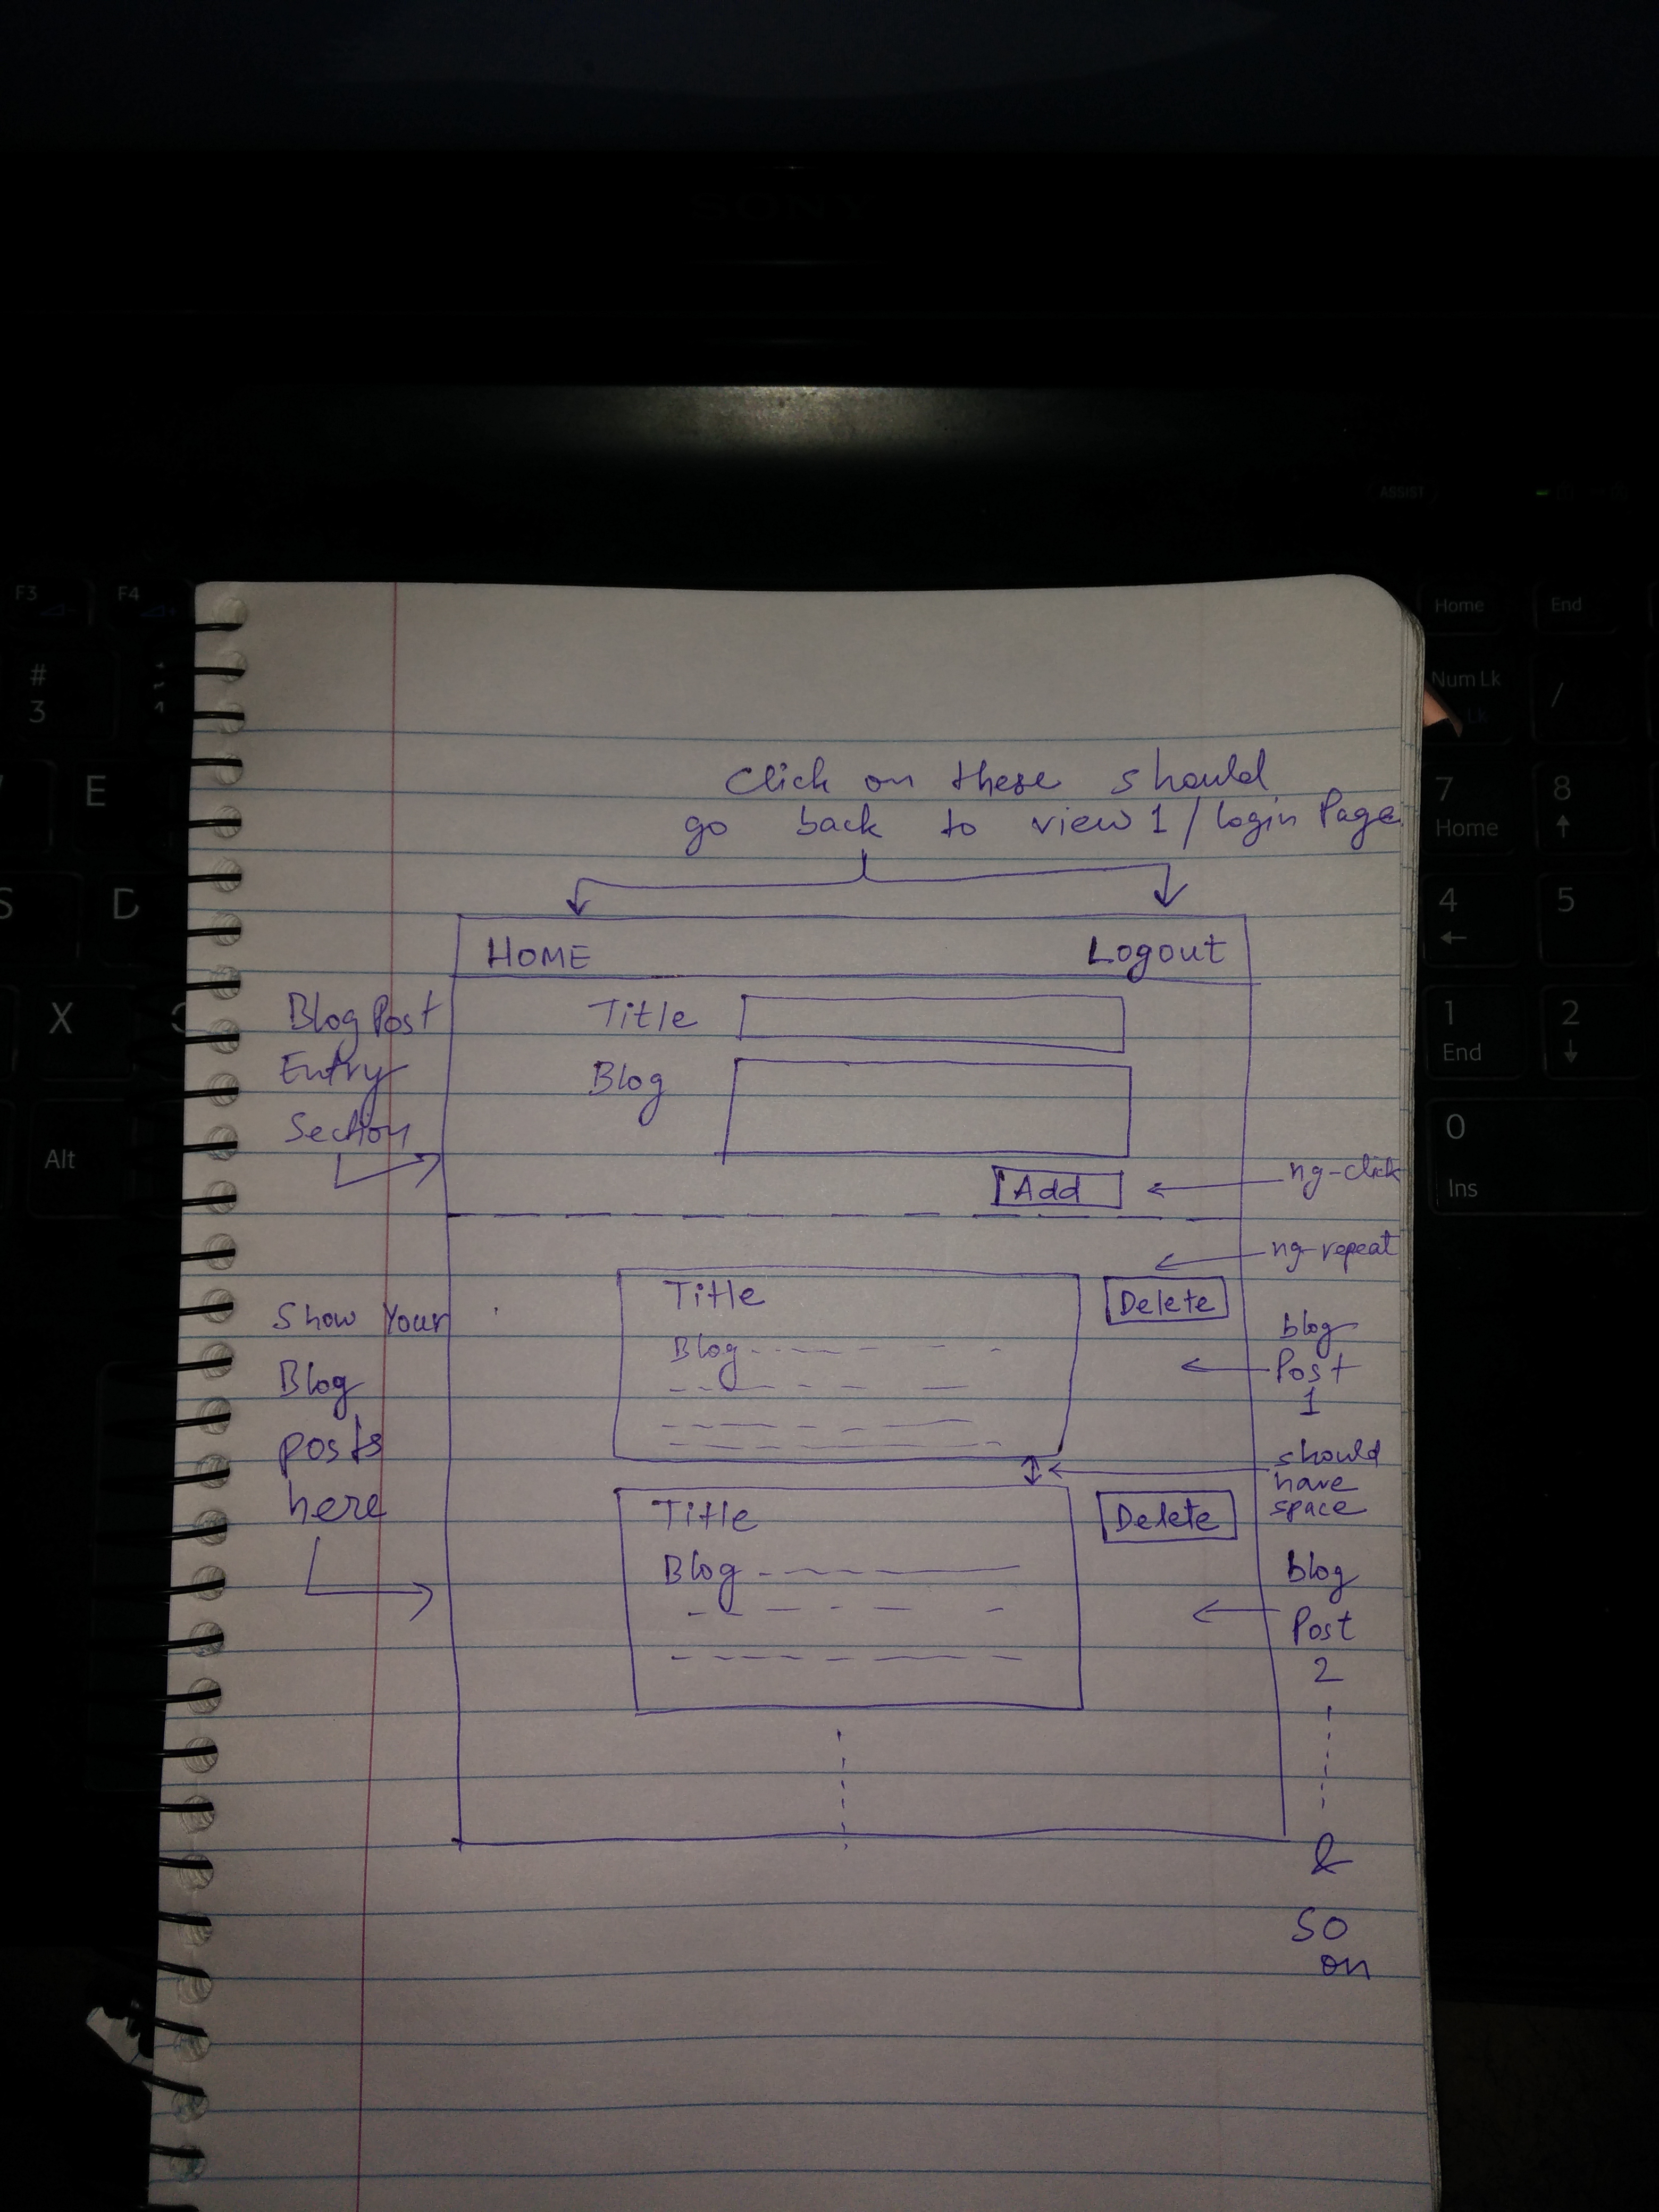 SONY
ASSIST
F3
F4
Home
End
#
3
Num Lk
Lk
/
E
7
Home
8
S
D
4
5
X
1
End
2
Alt
0
Ins
Click on these should
go back to view 1 / login Page
HOME
Logout
Blog Post
Entry
Section
Title
Blog
Add
ng-click
ng-repeat
Show Your
Blog
posts
here
Title
Blog
Delete
blog
Post
1
should
have
space
Title
Blog
Delete
blog
Post
2
&
so
on